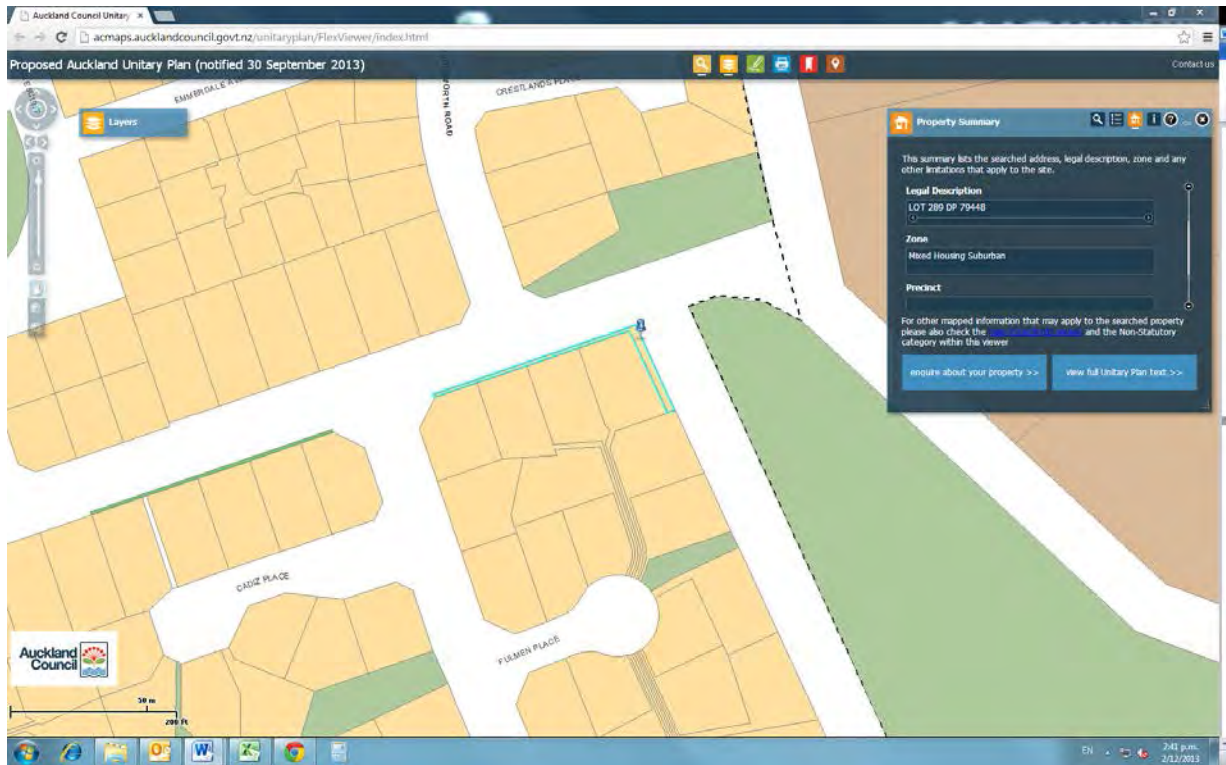 Auckland Council Unitary
acmaps.aucklandcouncil.govt.nz/unitaryplan/FlexViewer/index.html
Proposed Auckland Unitary Plan (notified 30 September 2013)
Contact us
Layers
CRESTLANDS PLACE
Property Summary
This summary lists the searched address, legal description, zone and any
other limitations that apply to the site.
Legal Description
LOT 289 DP 79448
Zone
Mixed Housing Suburban
Precinct
For other mapped information that may apply to the searched property
please also check the
and the Non-Statutory
category within this viewer
enquire about your property >>
view full Unitary Plan text >>
CADIZ PLACE
FULMEN PLACE
Auckland
Council
50 m
200 ft
EN
2:41 p.m.
2/12/2013